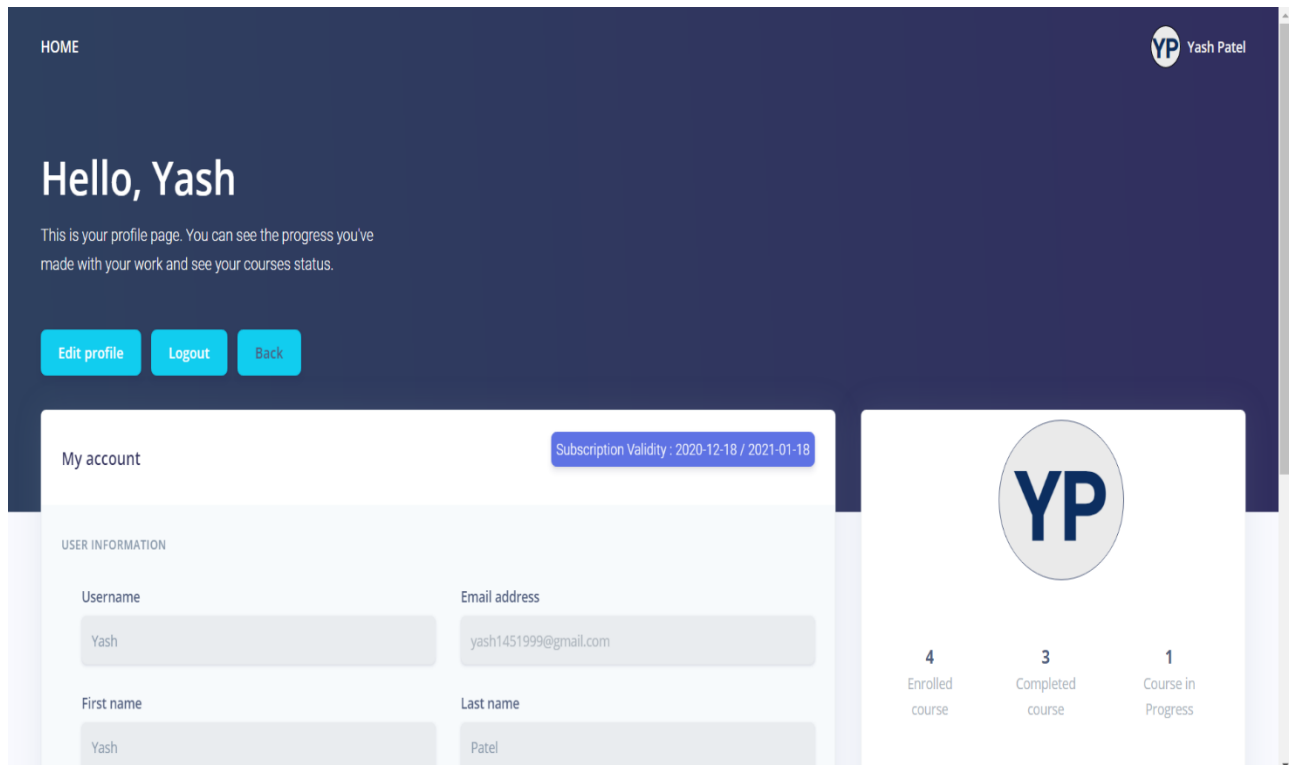 HOME
YP Yash Patel
Hello, Yash
This is your profile page. You can see the progress you've
made with your work and see your courses status.
Edit profile Logout Back
My account
Subscription Validity : 2020-12-18 / 2021-01-18
USER INFORMATION
Username Email address
Yash yash1451999@gmail.com
First name Last name
Yash Patel
YP
4 3 1
Enrolled Completed Course in
course course Progress